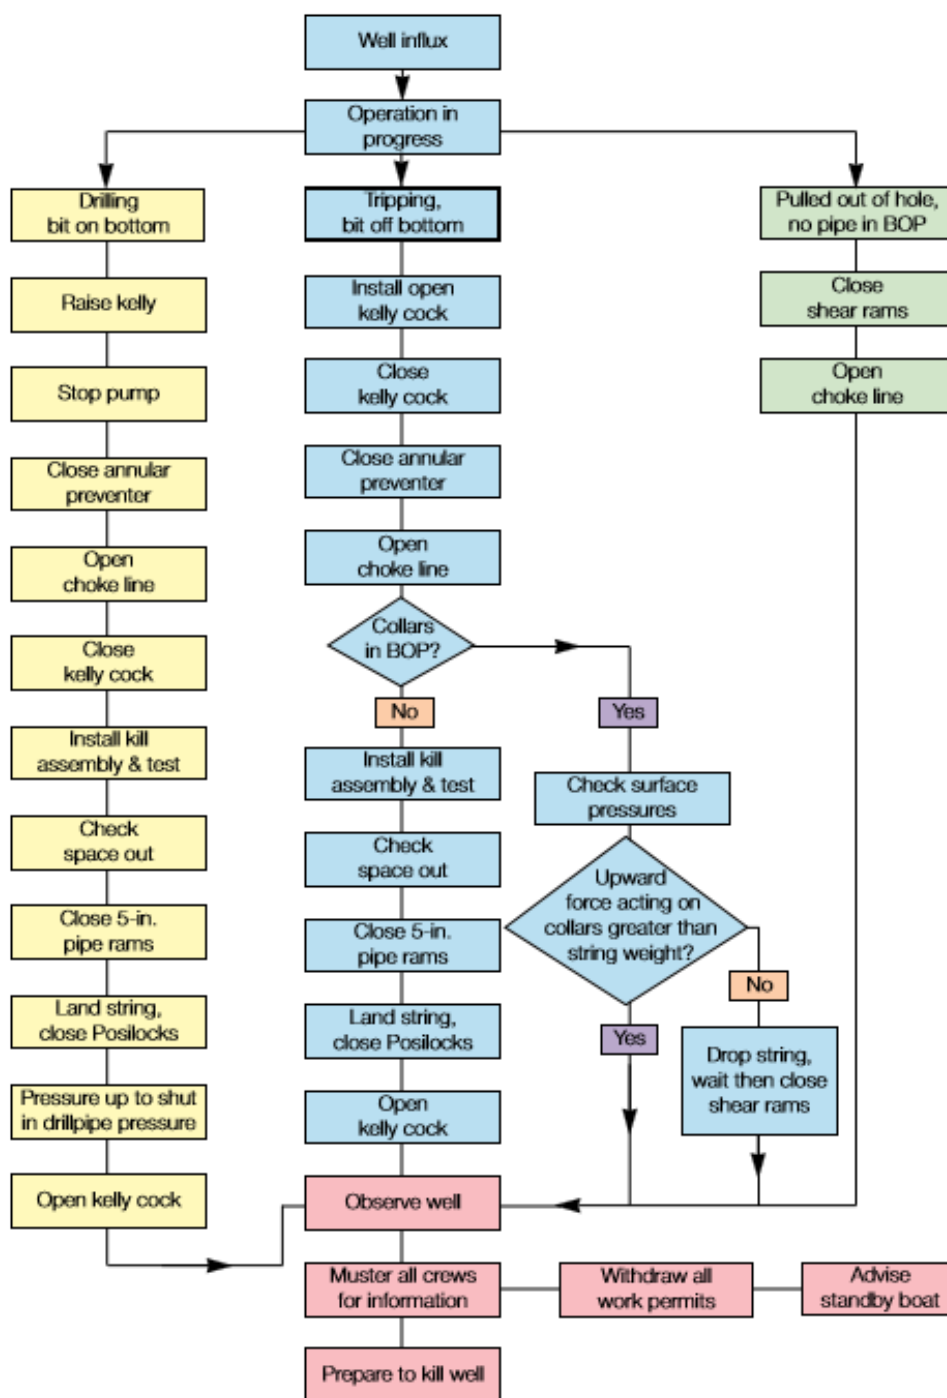 Well influx
Operation in
progress
Drilling
bit on bottom
Raise kelly
Stop pump
Close annular
preventer
Open
choke line
Close
kelly cock
Install kill
assembly & test
Check
space out
Close 5-in.
pipe rams
Land string,
close Posilocks
Pressure up to shut
in drillpipe pressure
Open kelly cock
Tripping,
bit off bottom
Install open
kelly cock
Close
kelly cock
Close annular
preventer
Open
choke line
Collars
in BOP?
No
Install kill
assembly & test
Check
space out
Close 5-in.
pipe rams
Land string,
close Posilocks
Open
kelly cock
Yes
Check surface
pressures
Upward
force acting on
collars greater than
string weight?
Yes
No
Drop string,
wait then close
shear rams
Pulled out of hole,
no pipe in BOP
Close
shear rams
Open
choke line
Observe well
Muster all crews
for information
Withdraw all
work permits
Advise
standby boat
Prepare to kill well